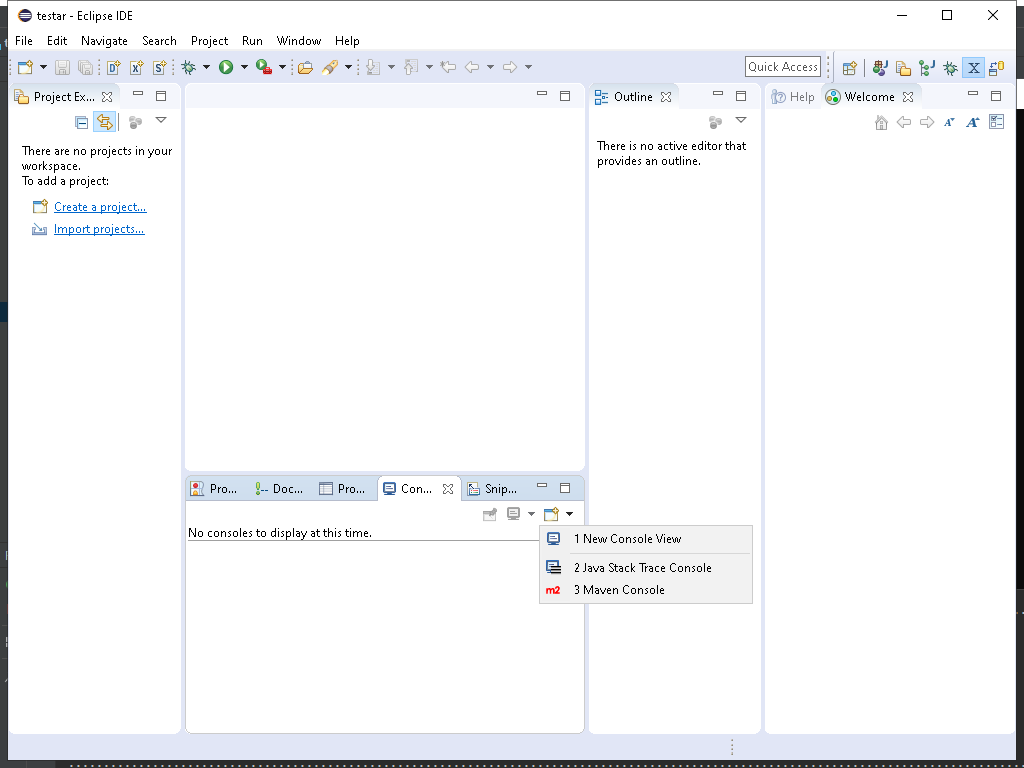 testar - Eclipse IDE
File Edit Navigate Search Project Run Window Help
Quick Access
Project Ex...
Outline
Help
Welcome
There are no projects in your
workspace.
To add a project:
Create a project...
Import projects...
There is no active editor that
provides an outline.
Pro...
Doc...
Pro...
Con...
Snip...
No consoles to display at this time.
1 New Console View
2 Java Stack Trace Console
m2 3 Maven Console